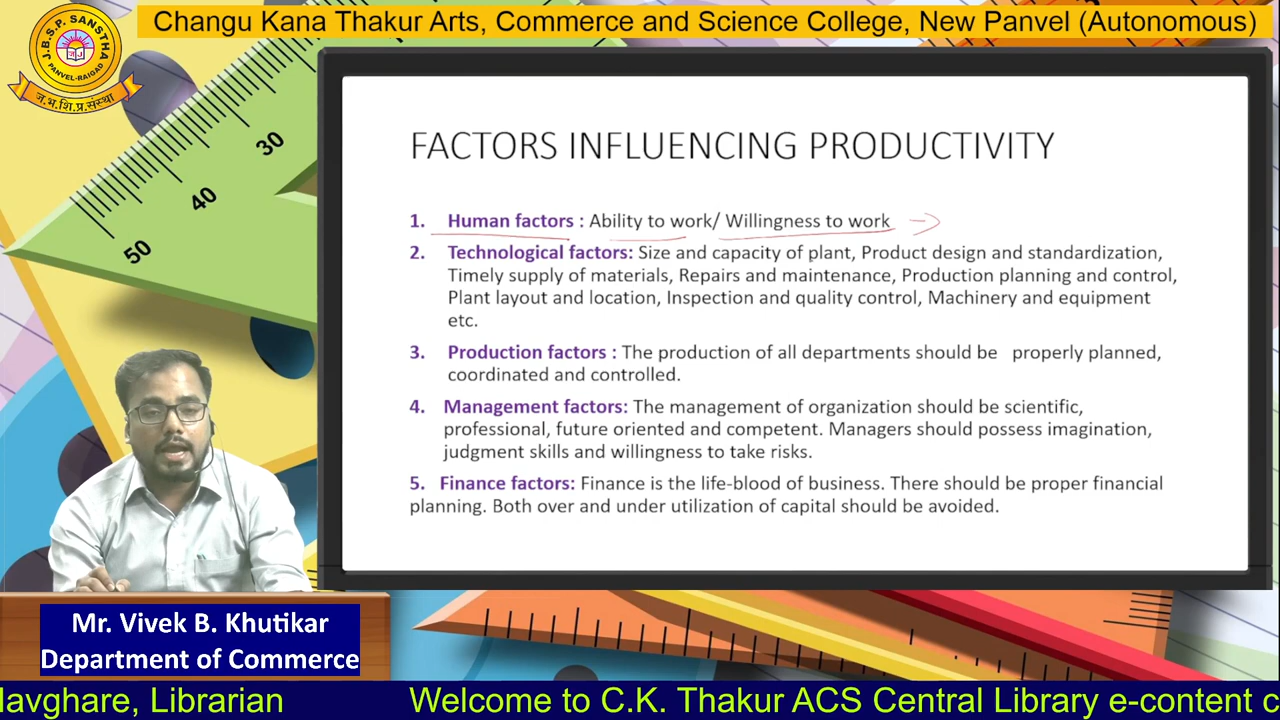 Changu Kana Thakur Arts, Commerce and Science College, New Panvel (Autonomous)
J.B.S.P. SANSTHA
PANVEL-RAIGAD
ज.भ.शि.प्र.संस्था
30
40
50
FACTORS INFLUENCING PRODUCTIVITY
1. Human factors : Ability to work/ Willingness to work
2. Technological factors: Size and capacity of plant, Product design and standardization,
Timely supply of materials, Repairs and maintenance, Production planning and control,
Plant layout and location, Inspection and quality control, Machinery and equipment
etc.
3. Production factors : The production of all departments should be properly planned,
coordinated and controlled.
4. Management factors: The management of organization should be scientific,
professional, future oriented and competent. Managers should possess imagination,
judgment skills and willingness to take risks.
5. Finance factors: Finance is the life-blood of business. There should be proper financial
planning. Both over and under utilization of capital should be avoided.
Mr. Vivek B. Khutikar
Department of Commerce
Navghare, Librarian Welcome to C.K. Thakur ACS Central Library e-content c